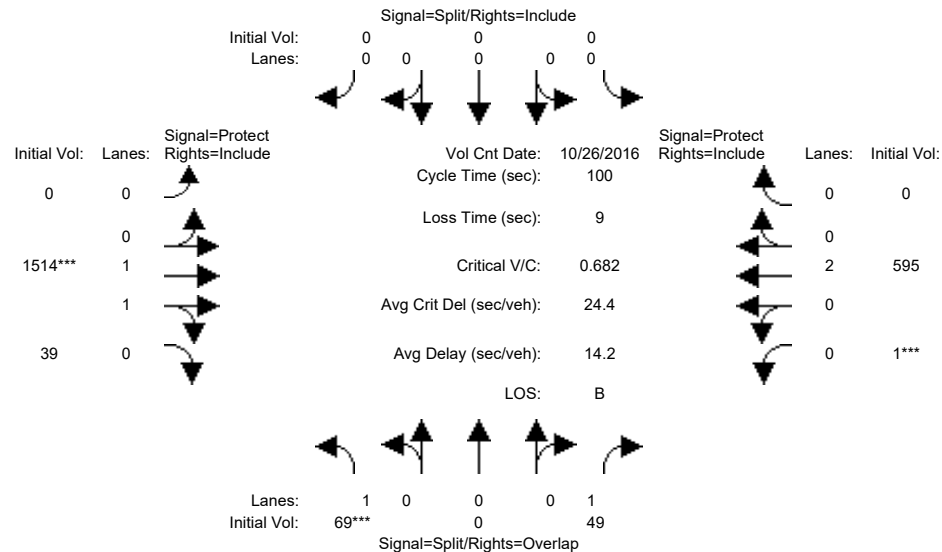 Signal=Split/Rights=Include
Initial Vol: 0 0 0
Lanes: 0 0 0 0 0
Signal=Protect Signal=Protect
Initial Vol: Lanes: Rights=Include Vol Cnt Date: 10/26/2016 Rights=Include Lanes: Initial Vol:
Cycle Time (sec): 100
0 0 0 0
Loss Time (sec): 9
0 0
1514*** 1 Critical V/C: 0.682 2 595
1 Avg Crit Del (sec/veh): 24.4 0
39 0 Avg Delay (sec/veh): 14.2 0 1***
LOS: B
Lanes: 1 0 0 0 1
Initial Vol: 69*** 0 49
Signal=Split/Rights=Overlap